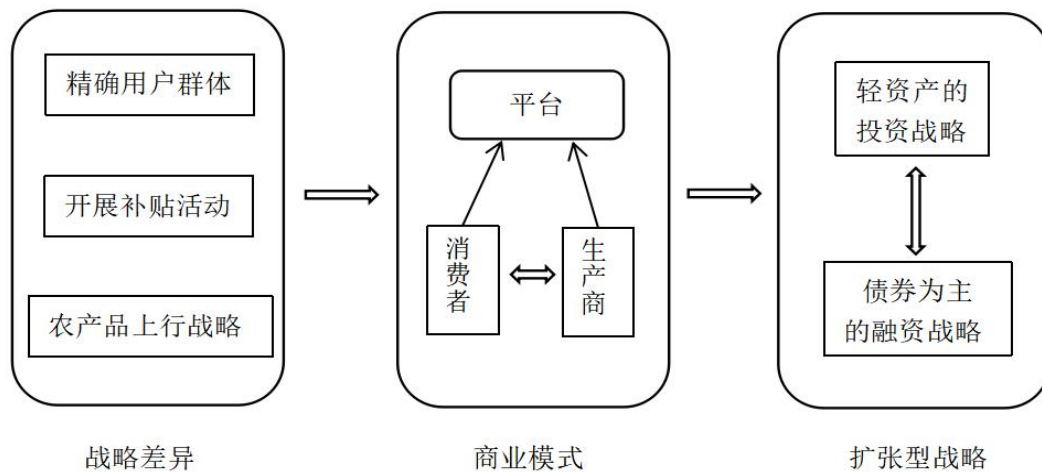 精确用户群体
开展补贴活动
农产品上行战略
战略差异
平台
消费者
生产商
商业模式
轻资产的
投资战略
债券为主
的融资战略
扩张型战略